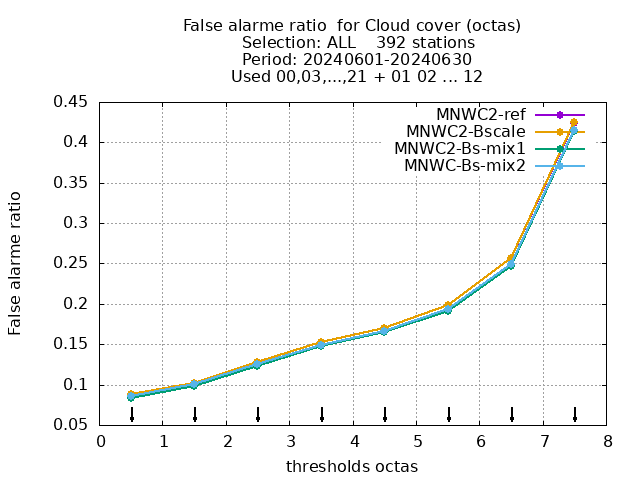 False alarme ratio  for Cloud cover (octas)
Selection: ALL    392 stations
Period: 20240601-20240630
Used 00,03,...,21 + 01 02 ... 12
MNWC2-ref
MNWC2-Bscale
MNWC2-Bs-mix1
MNWC-Bs-mix2
False alarme ratio
0.45
0.4
0.35
0.3
0.25
0.2
0.15
0.1
0.05
0 1 2 3 4 5 6 7 8
thresholds octas